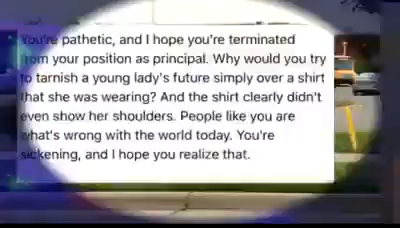 You're pathetic, and I hope you're terminated
from your position as principal. Why would you try
to tarnish a young lady's future simply over a shirt
that she was wearing? And the shirt clearly didn't
even show her shoulders. People like you are
what's wrong with the world today. You're
sickening, and I hope you realize that.